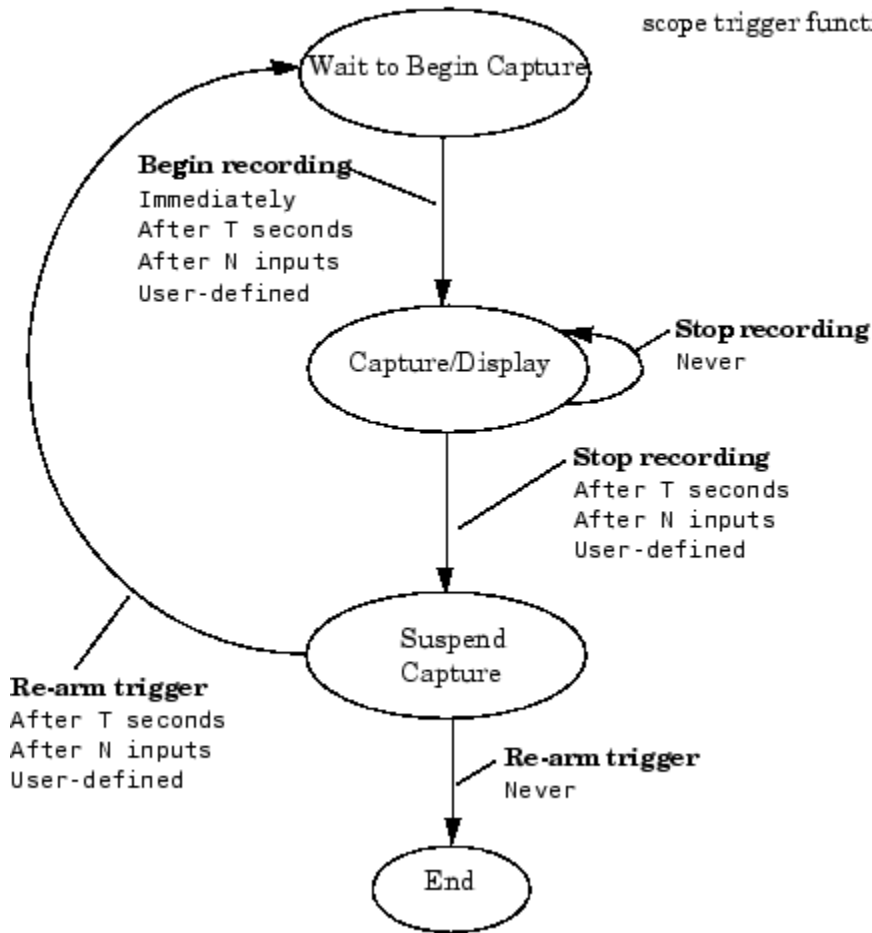 scope trigger functi
Wait to Begin Capture
Begin recording
Immediately
After T seconds
After N inputs
User-defined
Capture/Display
Stop recording
Never
Stop recording
After T seconds
After N inputs
User-defined
Suspend
Capture
Re-arm trigger
After T seconds
After N inputs
User-defined
Re-arm trigger
Never
End